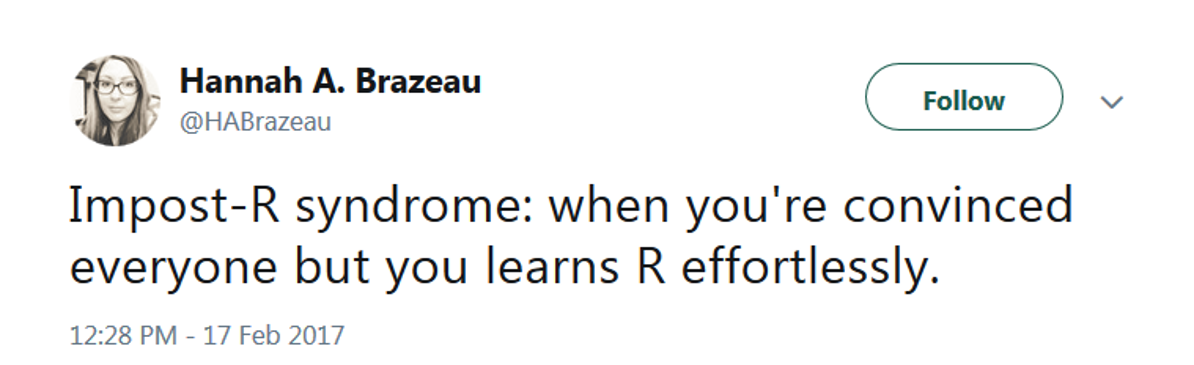 Hannah A. Brazeau
@HABrazeau
Follow
Impost-R syndrome: when you're convinced
everyone but you learns R effortlessly.
12:28 PM - 17 Feb 2017